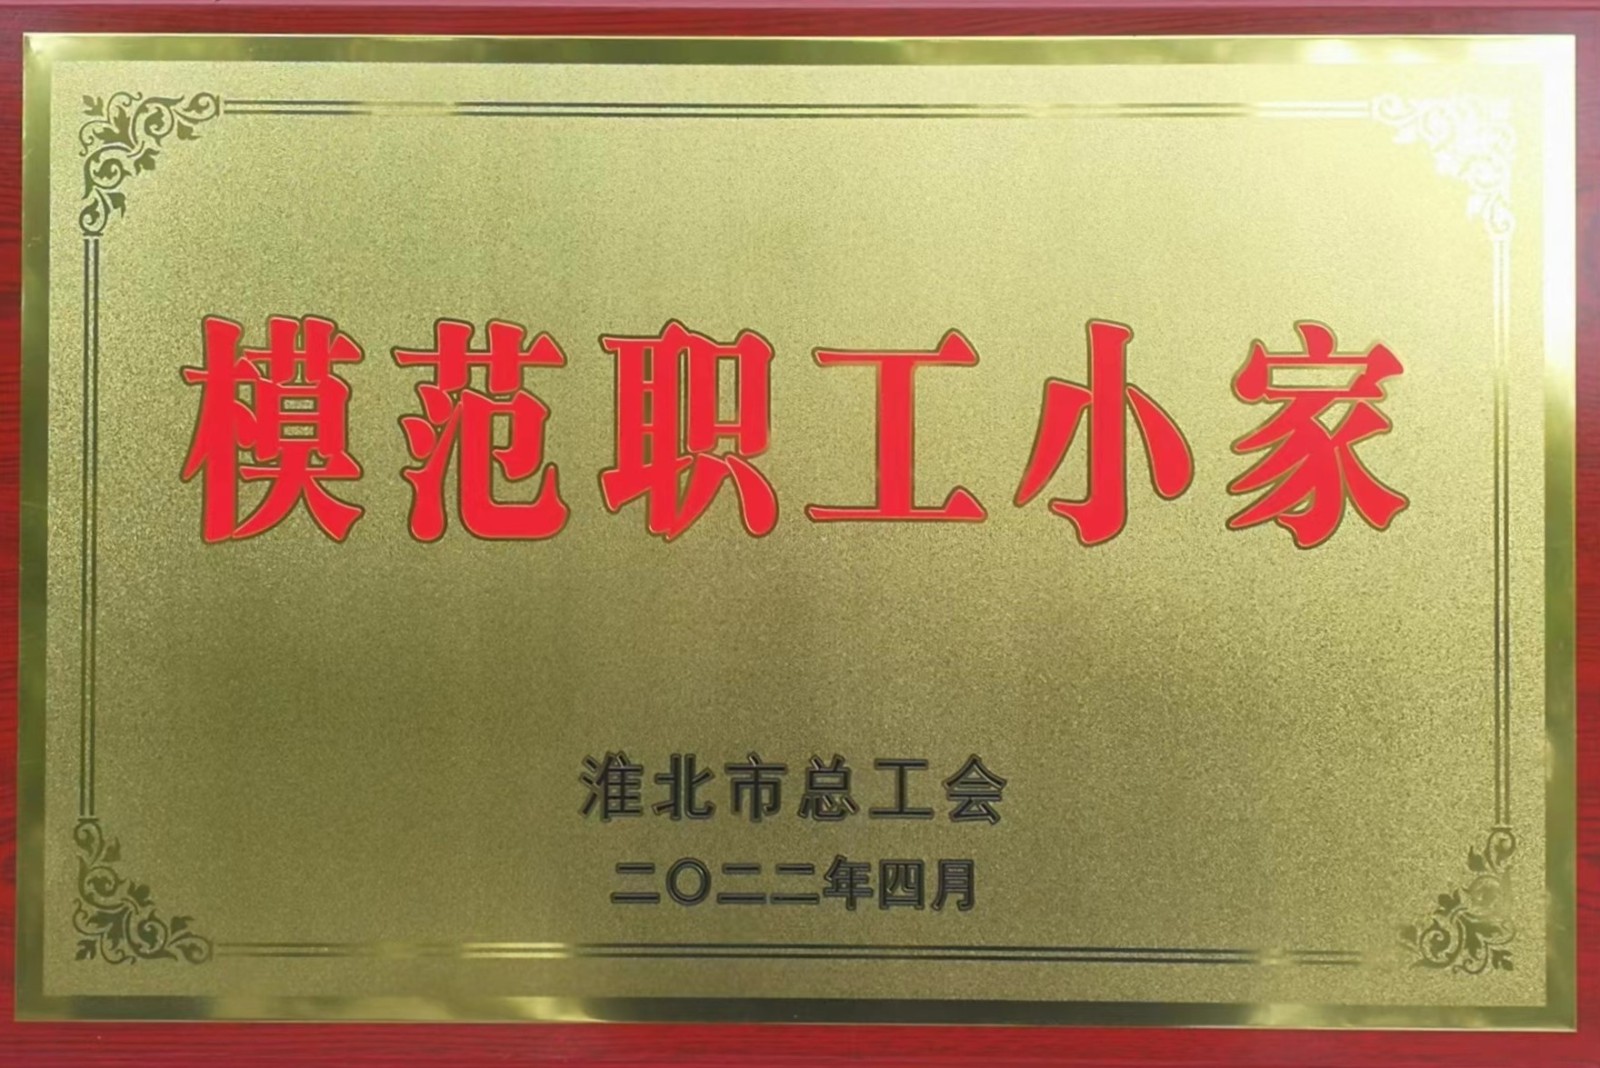 模范职工小家
淮北市总工会
二〇二二年四月